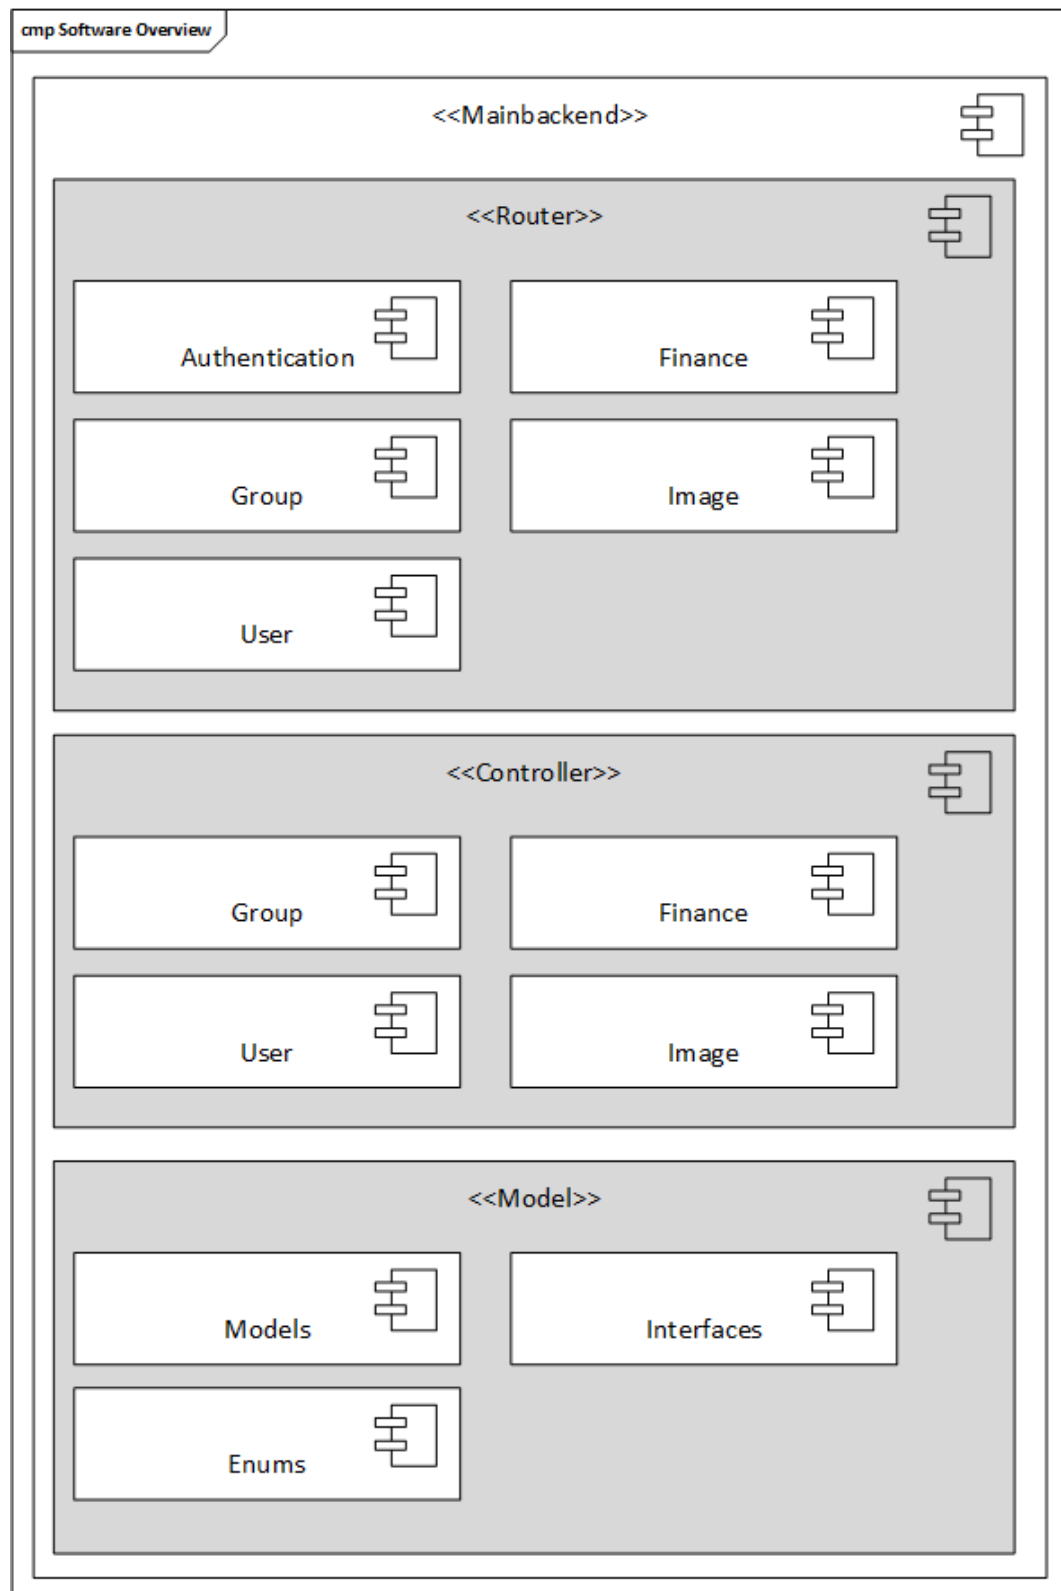 cmp Software Overview
<<Mainbackend>>
<<Router>>
Authentication
Finance
Group
Image
User
<<Controller>>
Group
Finance
User
Image
<<Model>>
Models
Interfaces
Enums